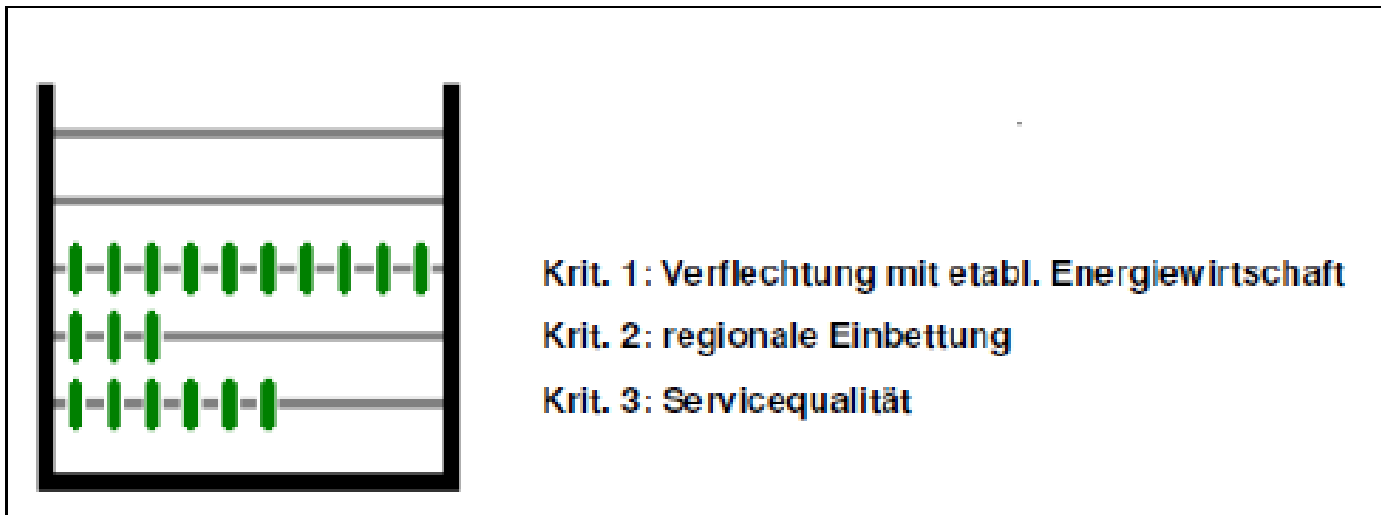 Krit. 1: Verflechtung mit etabl. Energiewirtschaft
Krit. 2: regionale Einbettung
Krit. 3: Servicequalität